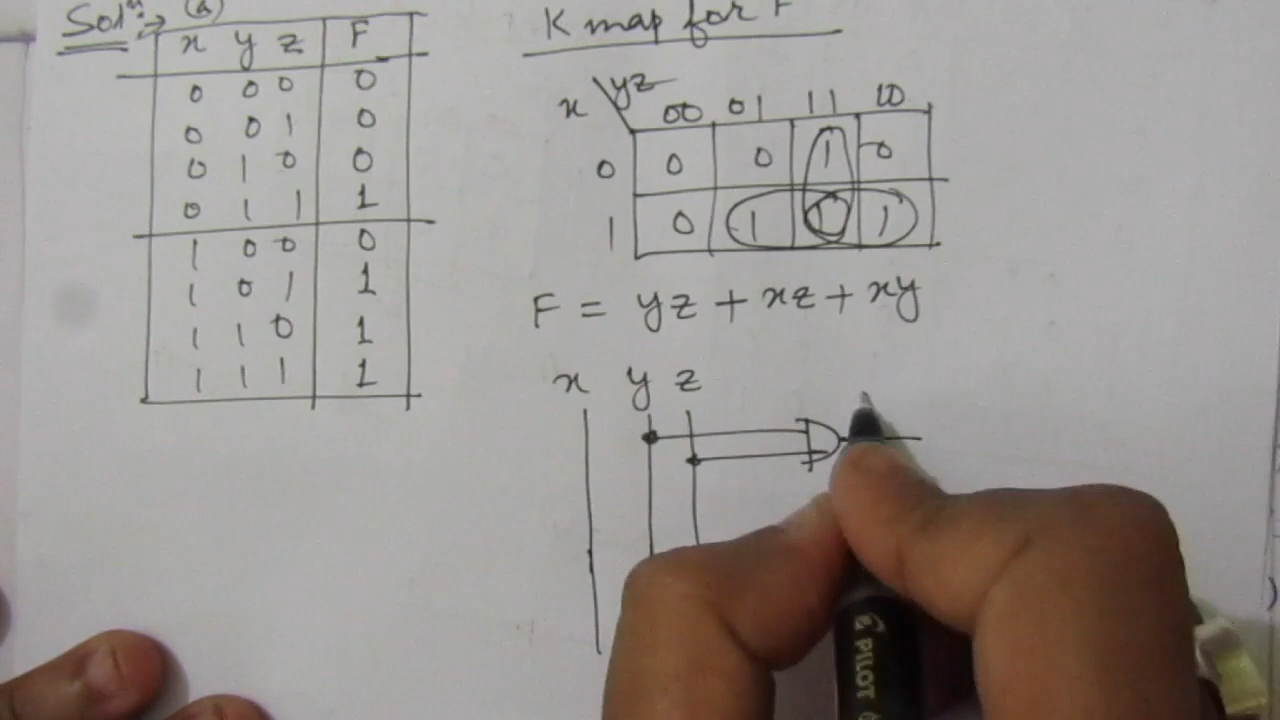 Solⁿ:→ (a)
x y z F
0 0 0 0
0 0 1 0
0 1 0 0
0 1 1 1
1 0 0 0
1 0 1 1
1 1 0 1
1 1 1 1
K map for F
x \ yz 00 01 11 10
0 0 0 1 0
1 0 1 1 1
F = yz + xz + xy
x y z
PILOT